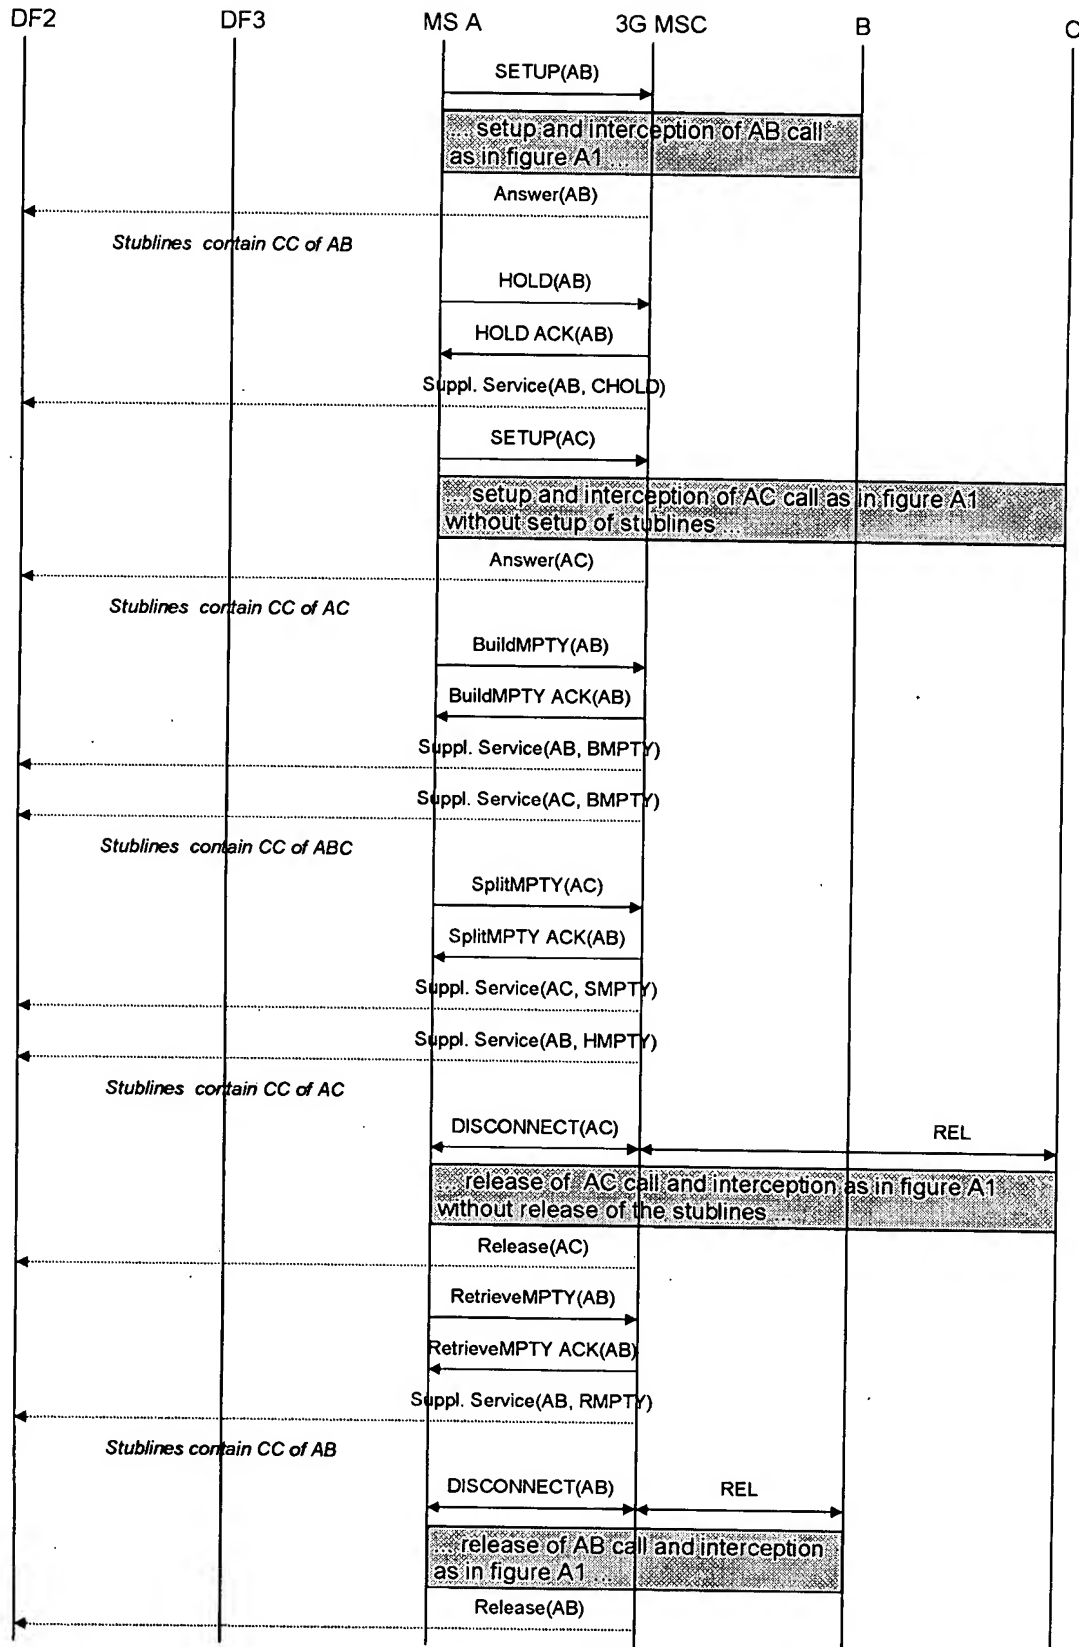 DF2 DF3 MS A 3G MSC B C
SETUP(AB)
... setup and interception of AB call
as in figure A1 ...
Answer(AB)
Stublines contain CC of AB
HOLD(AB)
HOLD ACK(AB)
Suppl. Service(AB, CHOLD)
SETUP(AC)
... setup and interception of AC call as in figure A1
without setup of stublines ...
Answer(AC)
Stublines contain CC of AC
BuildMPTY(AB)
BuildMPTY ACK(AB)
Suppl. Service(AB, BMPTY)
Suppl. Service(AC, BMPTY)
Stublines contain CC of ABC
SplitMPTY(AC)
SplitMPTY ACK(AB)
Suppl. Service(AC, SMPTY)
Suppl. Service(AB, HMPTY)
Stublines contain CC of AC
DISCONNECT(AC) REL
... release of AC call and interception as in figure A1
without release of the stublines ...
Release(AC)
RetrieveMPTY(AB)
RetrieveMPTY ACK(AB)
Suppl. Service(AB, RMPTY)
Stublines contain CC of AB
DISCONNECT(AB) REL
... release of AB call and interception
as in figure A1 ...
Release(AB)